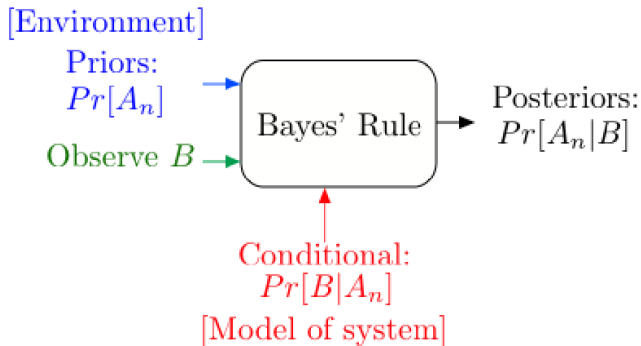 [Environment]
Priors:
Pr[A_n]
Observe B
Bayes' Rule
Posteriors:
Pr[A_n|B]
Conditional:
Pr[B|A_n]
[Model of system]